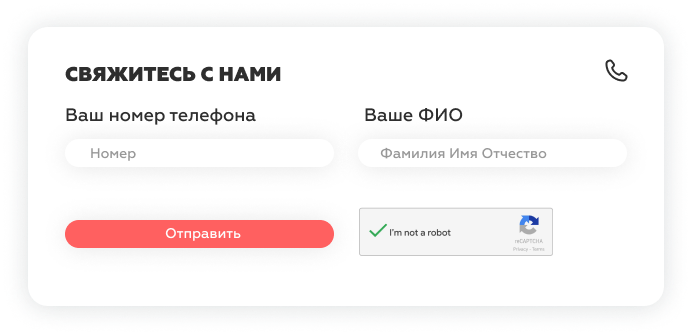 СВЯЖИТЕСЬ С НАМИ
Ваш номер телефона
Ваше ФИО
Номер
Фамилия Имя Отчество
Отправить
I'm not a robot
reCAPTCHA
Privacy - Terms